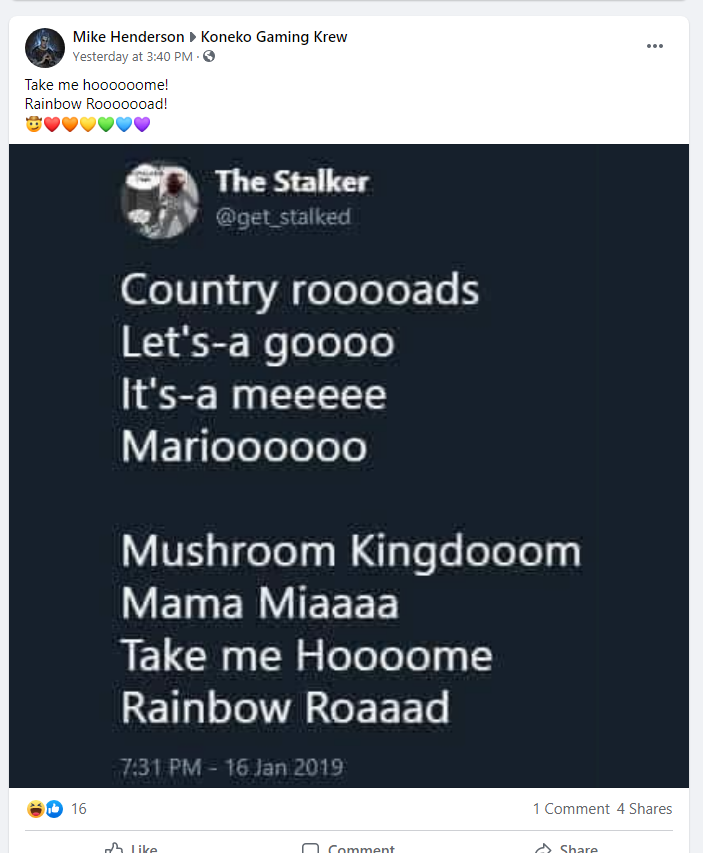 Mike Henderson ▸ Koneko Gaming Krew
Yesterday at 3:40 PM ·
Take me hoooooome!
Rainbow Rooooooad!
🤠❤️🧡💛💚💙💜
The Stalker
@get_stalked
Country rooooads
Let's-a goooo
It's-a meeeee
Marioooooo
Mushroom Kingdooom
Mama Miaaaa
Take me Hoooome
Rainbow Roaaad
7:31 PM - 16 Jan 2019
16
1 Comment 4 Shares
Like Comment Share